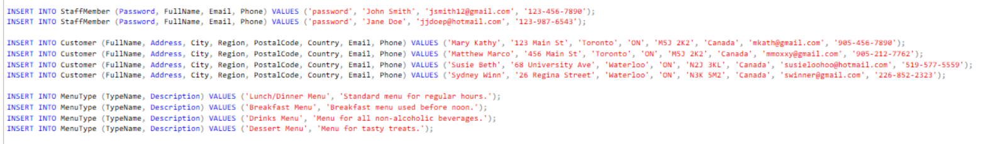 INSERT INTO StaffMember (Password, FullName, Email, Phone) VALUES ('password', 'John Smith', 'jsmith12@gmail.com', '123-456-7890');
INSERT INTO StaffMember (Password, FullName, Email, Phone) VALUES ('password', 'Jane Doe', 'jjdoep@hotmail.com', '123-987-6543');
INSERT INTO Customer (FullName, Address, City, Region, PostalCode, Country, Email, Phone) VALUES ('Mary Kathy', '123 Main St', 'Toronto', 'ON', 'M5J 2K2', 'Canada', 'mkath@gmail.com', '905-456-7890');
INSERT INTO Customer (FullName, Address, City, Region, PostalCode, Country, Email, Phone) VALUES ('Matthew Marco', '456 Main St', 'Toronto', 'ON', 'M5J 2K2', 'Canada', 'mmoxxy@gmail.com', '905-212-7762');
INSERT INTO Customer (FullName, Address, City, Region, PostalCode, Country, Email, Phone) VALUES ('Susie Beth', '68 University Ave', 'Waterloo', 'ON', 'N2J 3KL', 'Canada', 'susieloohoo@hotmail.com', '519-577-5559');
INSERT INTO Customer (FullName, Address, City, Region, PostalCode, Country, Email, Phone) VALUES ('Sydney Winn', '26 Regina Street', 'Waterloo', 'ON', 'N3K 5M2', 'Canada', 'swinner@gmail.com', '226-852-2323');
INSERT INTO MenuType (TypeName, Description) VALUES ('Lunch/Dinner Menu', 'Standard menu for regular hours.');
INSERT INTO MenuType (TypeName, Description) VALUES ('Breakfast Menu', 'Breakfast menu used before noon.');
INSERT INTO MenuType (TypeName, Description) VALUES ('Drinks Menu', 'Menu for all non-alcoholic beverages.');
INSERT INTO MenuType (TypeName, Description) VALUES ('Dessert Menu', 'Menu for tasty treats.');